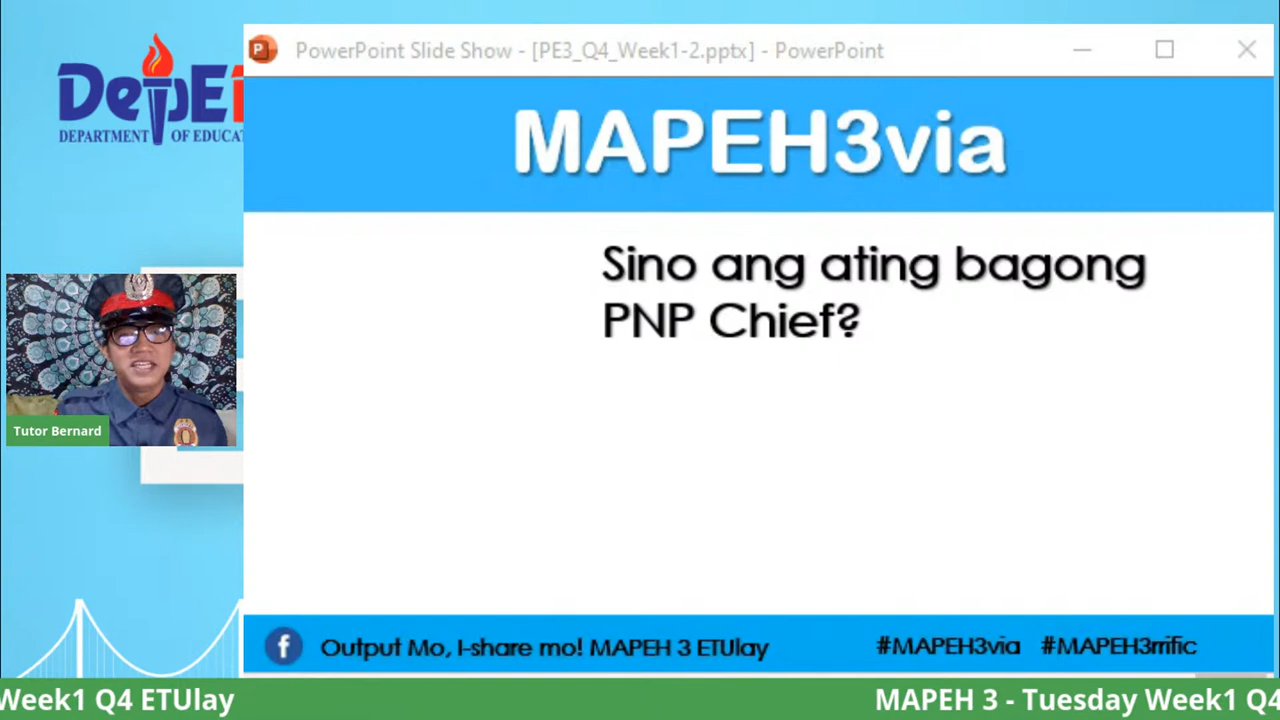 PowerPoint Slide Show - [PE3_Q4_Week1-2.pptx] - PowerPoint
DepE
DEPARTMENT OF EDUCAT
MAPEH3via
Sino ang ating bagong
PNP Chief?
Tutor Bernard
Output Mo, I-share mo! MAPEH 3 ETUlay
#MAPEH3via #MAPEH3rrific
Week1 Q4 ETUlay
MAPEH 3 - Tuesday Week1 Q4